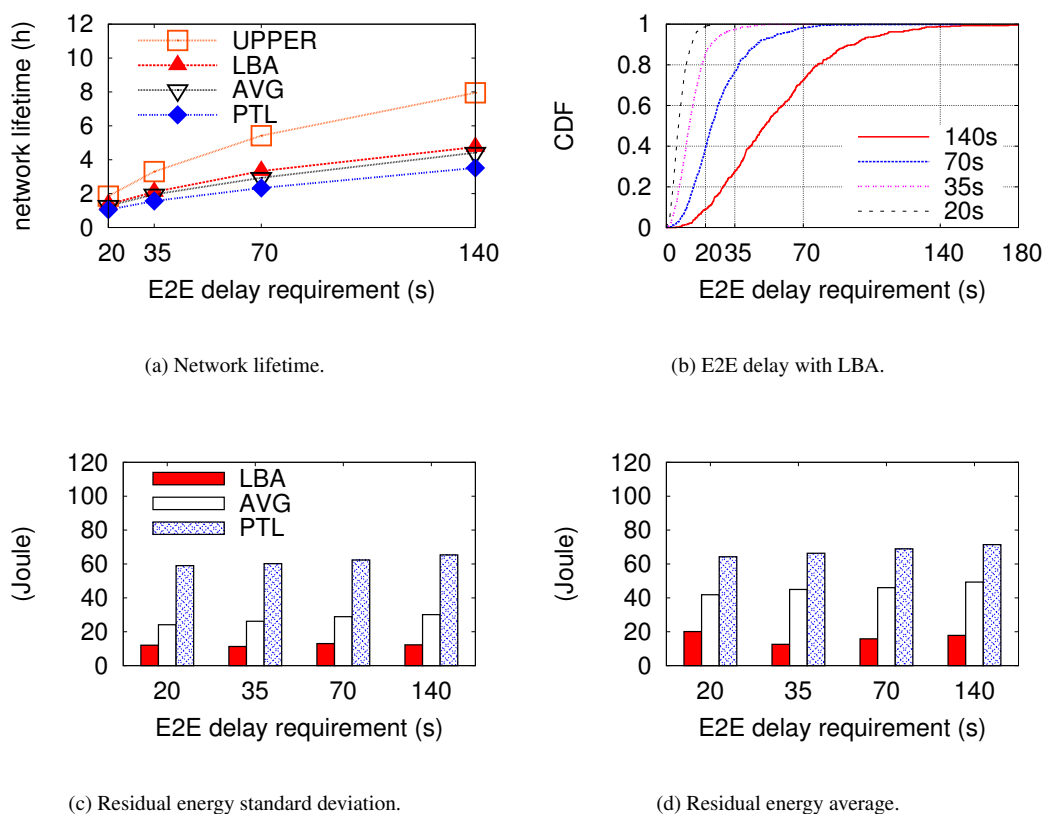 network lifetime (h)
12
10
8
6
4
2
0
UPPER
LBA
AVG
PTL
20 35 70 140
E2E delay requirement (s)
(a) Network lifetime.
CDF
1
0.8
0.6
0.4
0.2
0
140s
70s
35s
20s
0 20 35 70 140 180
E2E delay requirement (s)
(b) E2E delay with LBA.
(Joule)
120
100
80
60
40
20
0
LBA
AVG
PTL
20 35 70 140
E2E delay requirement (s)
(c) Residual energy standard deviation.
(Joule)
120
100
80
60
40
20
0
20 35 70 140
E2E delay requirement (s)
(d) Residual energy average.